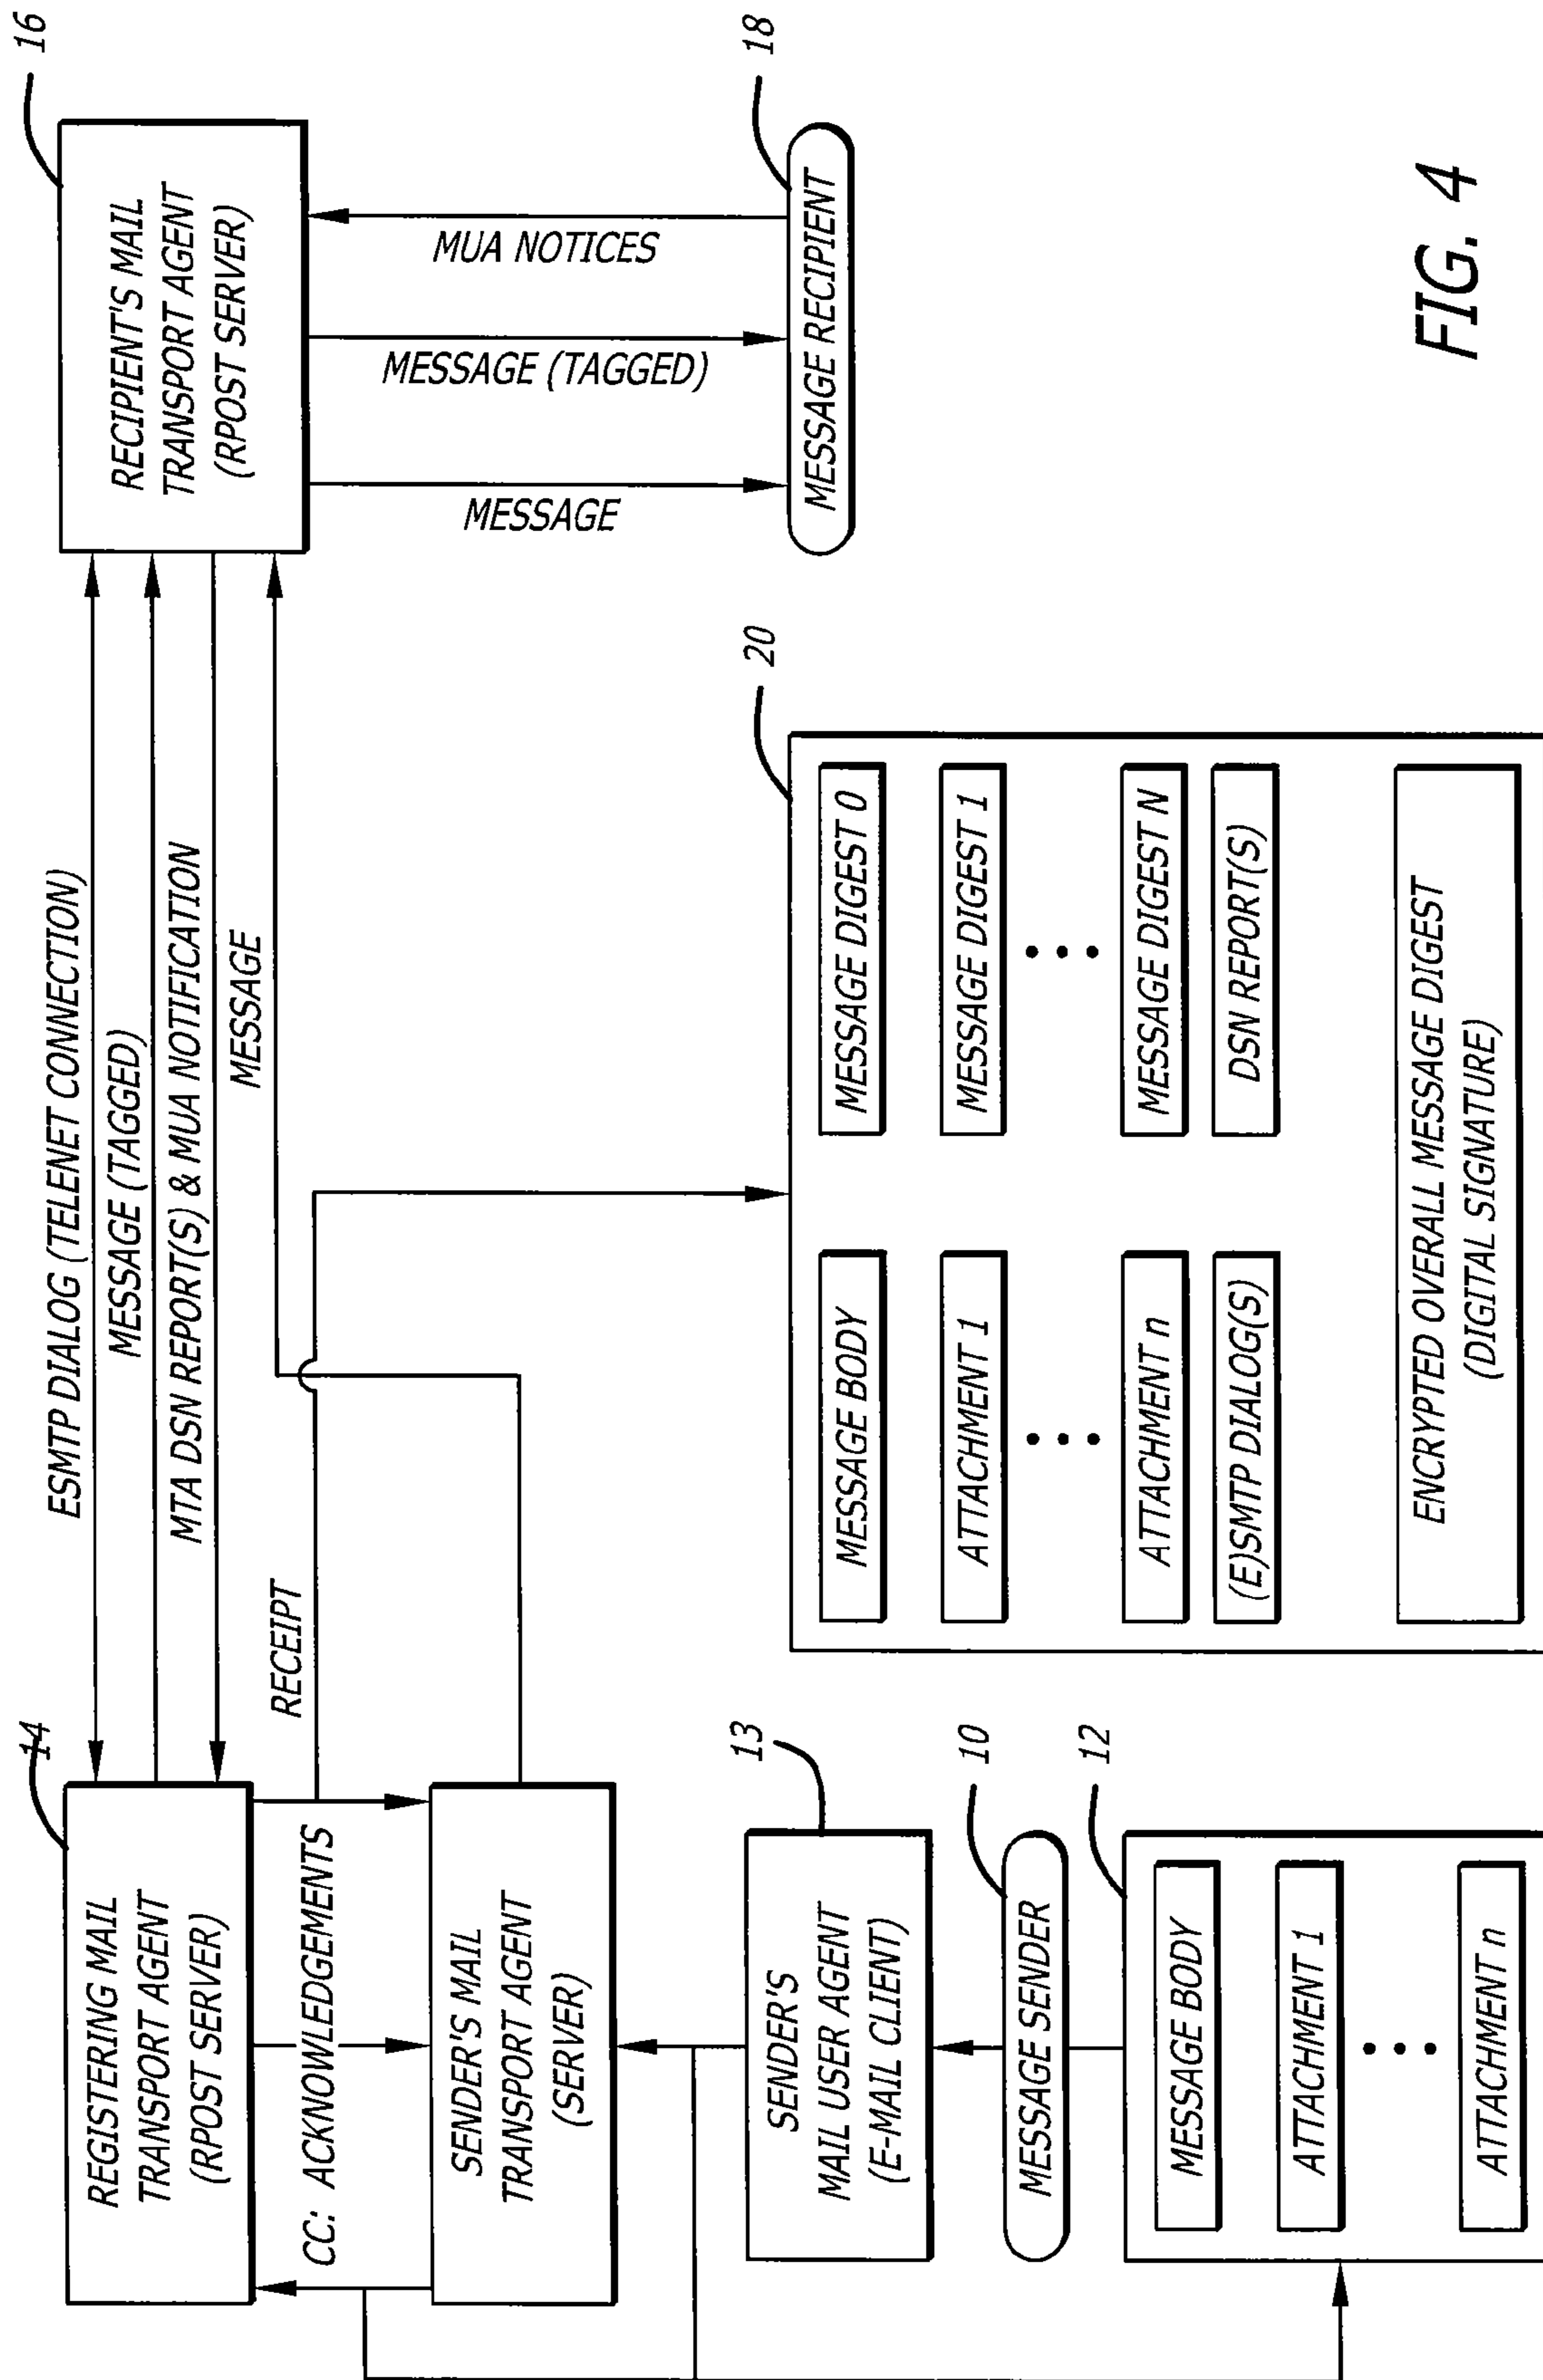 14
REGISTERING MAIL
TRANSPORT AGENT
(RPOST SERVER)
ESMTP DIALOG (TELENET CONNECTION)
MESSAGE (TAGGED)
MTA DSN REPORT(S) & MUA NOTIFICATION
MESSAGE
16
RECIPIENT'S MAIL
TRANSPORT AGENT
(RPOST SERVER)
CC: ACKNOWLEDGEMENTS
RECEIPT
SENDER'S MAIL
TRANSPORT AGENT
(SERVER)
MESSAGE
MESSAGE (TAGGED)
MUA NOTICES
13
SENDER'S
MAIL USER AGENT
(E-MAIL CLIENT)
18
MESSAGE RECIPIENT
10
MESSAGE SENDER
12
MESSAGE BODY
ATTACHMENT 1
ATTACHMENT n
20
MESSAGE BODY
MESSAGE DIGEST 0
ATTACHMENT 1
MESSAGE DIGEST 1
ATTACHMENT n
MESSAGE DIGEST N
(E)SMTP DIALOG(S)
DSN REPORT(S)
ENCRYPTED OVERALL MESSAGE DIGEST
(DIGITAL SIGNATURE)
FIG. 4